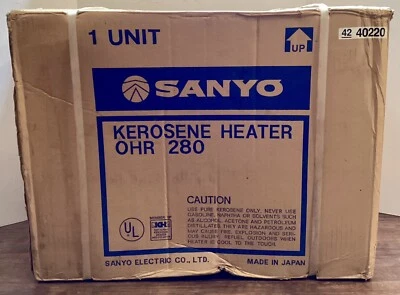 1 UNIT
UP
42 40220
SANYO
KEROSENE HEATER
OHR 280
CAUTION
USE PURE KEROSENE ONLY, NEVER USE
GASOLINE, NAPHTHA OR SOLVENTS SUCH
AS ALCOHOL, ACETONE AND PETROLEUM
DISTILLATES. THEY ARE HAZARDOUS AND
MAY CAUSE FIRE, EXPLOSION AND SERI-
OUS INJURY. REFUEL OUTDOORS WHEN
HEATER IS COOL TO THE TOUCH.
UL
SANYO ELECTRIC CO., LTD.
MADE IN JAPAN